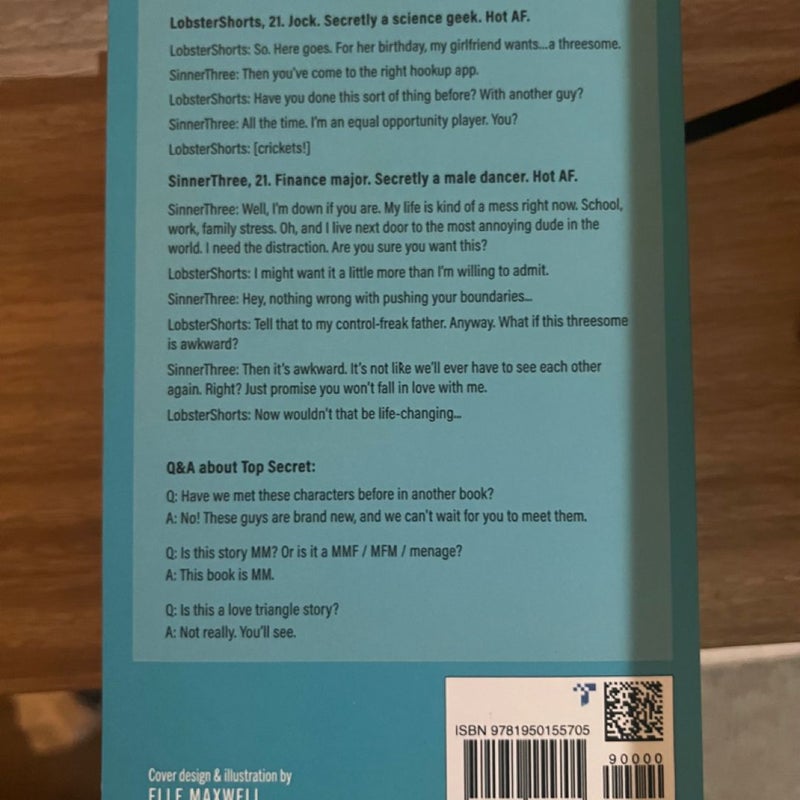 LobsterShorts, 21. Jock. Secretly a science geek. Hot AF.
LobsterShorts: So. Here goes. For her birthday, my girlfriend wants...a threesome.
SinnerThree: Then you've come to the right hookup app.
LobsterShorts: Have you done this sort of thing before? With another guy?
SinnerThree: All the time. I'm an equal opportunity player. You?
LobsterShorts: [crickets!]
SinnerThree, 21. Finance major. Secretly a male dancer. Hot AF.
SinnerThree: Well, I'm down if you are. My life is kind of a mess right now. School,
work, family stress. Oh, and I live next door to the most annoying dude in the
world. I need the distraction. Are you sure you want this?
LobsterShorts: I might want it a little more than I'm willing to admit.
SinnerThree: Hey, nothing wrong with pushing your boundaries...
LobsterShorts: Tell that to my control-freak father. Anyway. What if this threesome
is awkward?
SinnerThree: Then it's awkward. It's not like we'll ever have to see each other
again. Right? Just promise you won't fall in love with me.
LobsterShorts: Now wouldn't that be life-changing...
Q&A about Top Secret:
Q: Have we met these characters before in another book?
A: No! These guys are brand new, and we can't wait for you to meet them.
Q: Is this story MM? Or is it a MMF / MFM / menage?
A: This book is MM.
Q: Is this a love triangle story?
A: Not really. You'll see.
ISBN 9781950155705
90000
Cover design & illustration by
ELLE MAXWELL